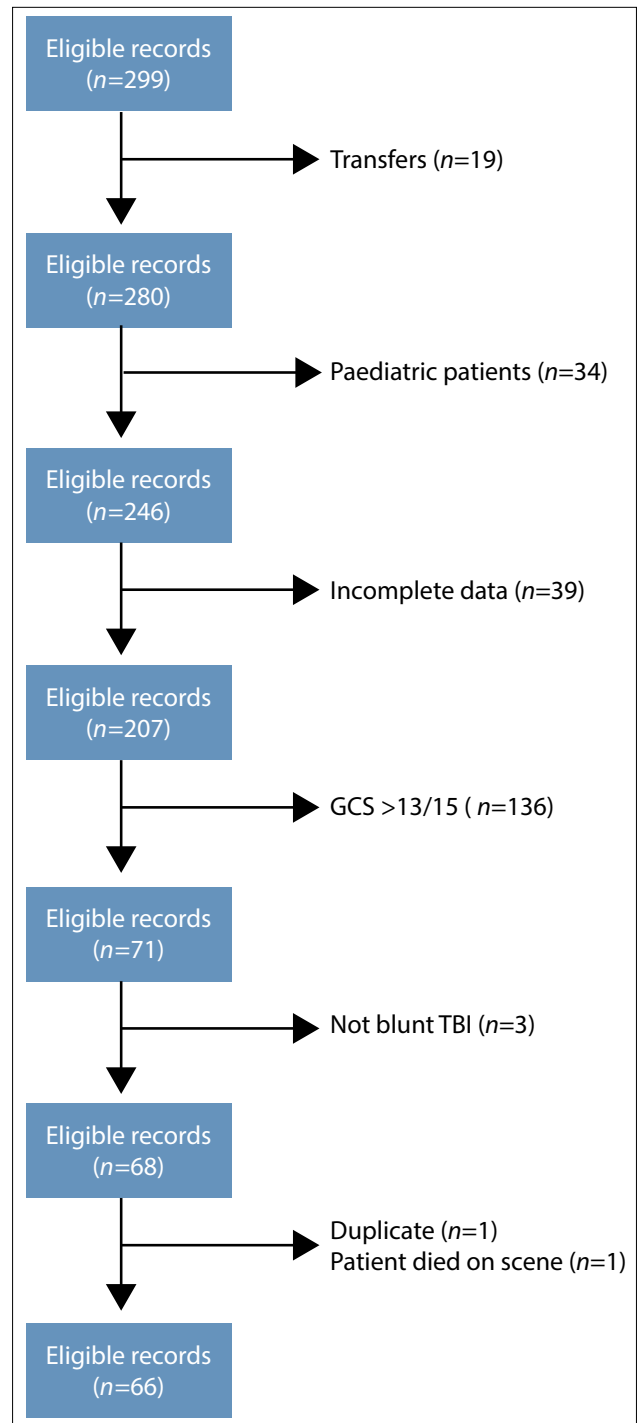 Eligible records
(n=299)
Transfers (n=19)
Eligible records
(n=280)
Paediatric patients (n=34)
Eligible records
(n=246)
Incomplete data (n=39)
Eligible records
(n=207)
GCS >13/15 ( n=136)
Eligible records
(n=71)
Not blunt TBI (n=3)
Eligible records
(n=68)
Duplicate (n=1)
Patient died on scene (n=1)
Eligible records
(n=66)